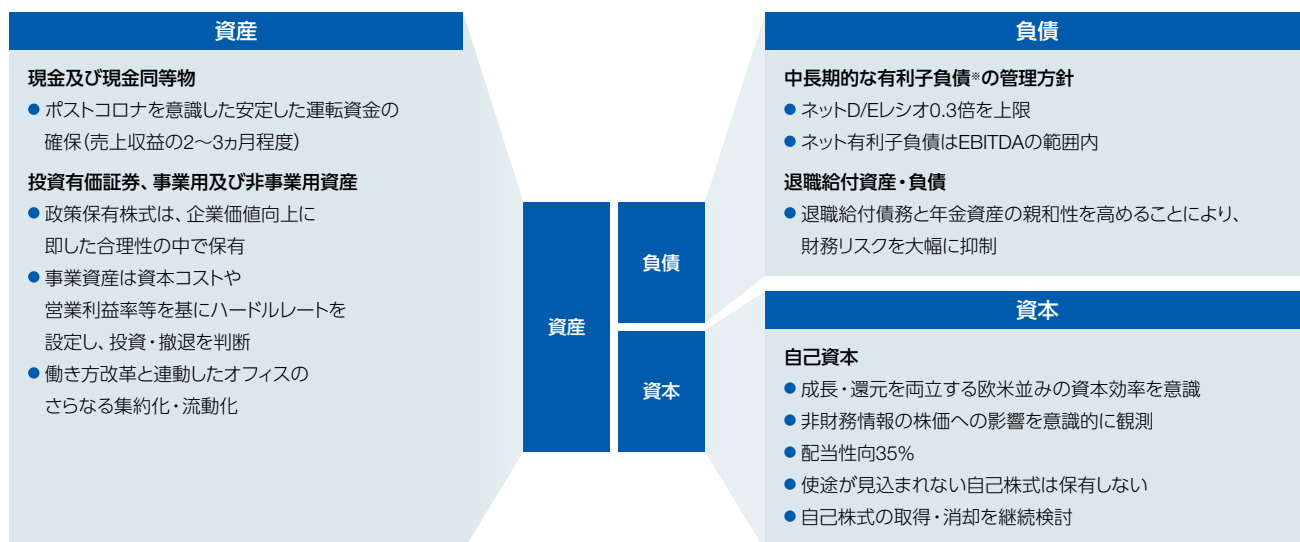 資産
現金及び現金同等物
● ポストコロナを意識した安定した運転資金の
確保(売上収益の2〜3ヵ月程度)
投資有価証券、事業用及び非事業用資産
● 政策保有株式は、企業価値向上に
即した合理性の中で保有
● 事業資産は資本コストや
営業利益率等を基にハードルレートを
設定し、投資・撤退を判断
● 働き方改革と連動したオフィスの
さらなる集約化・流動化
資産
負債
資本
負債
中長期的な有利子負債※の管理方針
● ネットD/Eレシオ0.3倍を上限
● ネット有利子負債はEBITDAの範囲内
退職給付資産・負債
● 退職給付債務と年金資産の親和性を高めることにより、
財務リスクを大幅に抑制
資本
自己資本
● 成長・還元を両立する欧米並みの資本効率を意識
● 非財務情報の株価への影響を意識的に観測
● 配当性向35%
● 使途が見込まれない自己株式は保有しない
● 自己株式の取得・消却を継続検討